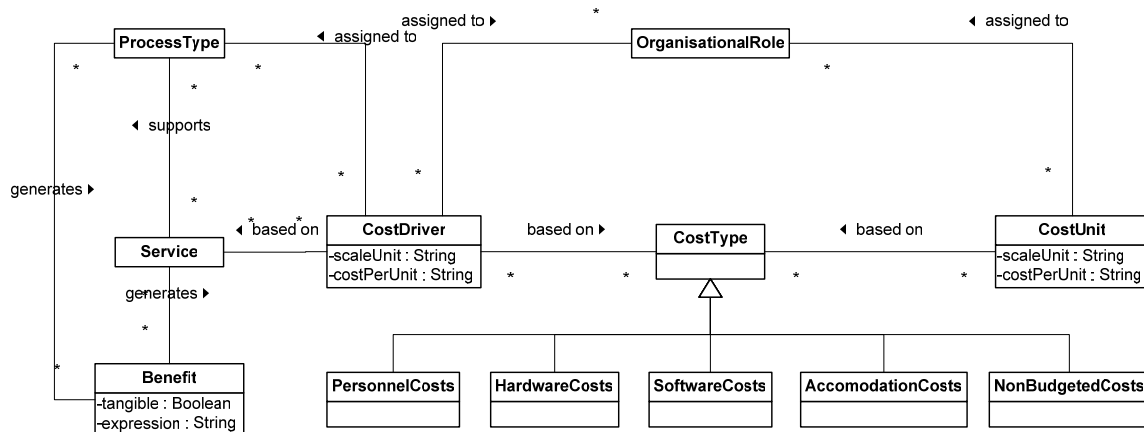 assigned to ▶
*
◀ assigned to
ProcessType
◀ assigned to
OrganisationalRole
*
*
*
*
◀ supports
generates ▶
*
*
*
*
*
*
◀ based on
CostDriver
based on ▶
CostType
◀ based on
CostUnit
Service
-scaleUnit : String
-costPerUnit : String
-scaleUnit : String
-costPerUnit : String
*
*
*
*
generates ▶
*
*
*
Benefit
-tangible : Boolean
-expression : String
PersonnelCosts
HardwareCosts
SoftwareCosts
AccomodationCosts
NonBudgetedCosts